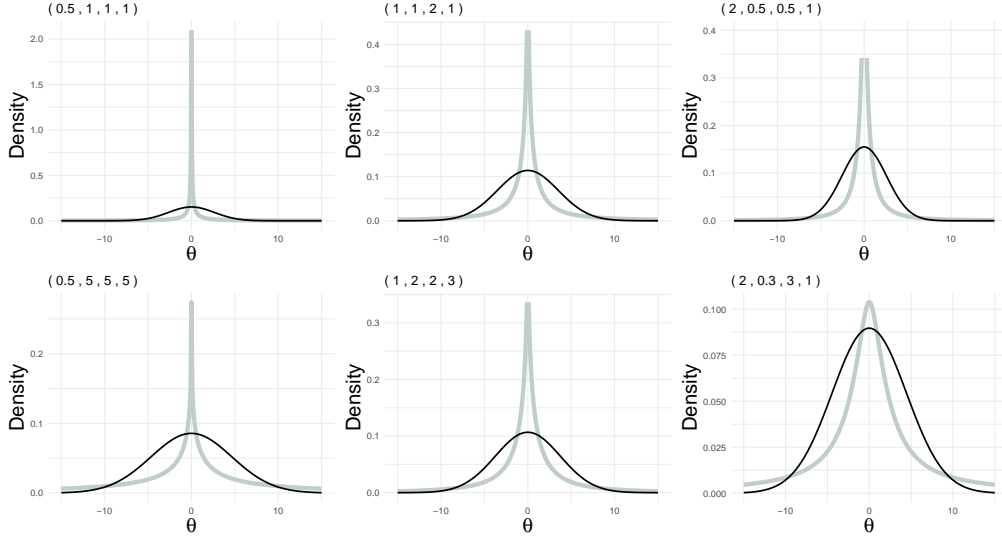 ( 0.5 , 1 , 1 , 1 )
Density
2.0
1.5
1.0
0.5
0.0
−10
0
10
θ
( 1 , 1 , 2 , 1 )
Density
0.4
0.3
0.2
0.1
0.0
−10
0
10
θ
( 2 , 0.5 , 0.5 , 1 )
Density
0.4
0.3
0.2
0.1
0.0
−10
0
10
θ
( 0.5 , 5 , 5 , 5 )
Density
0.2
0.1
0.0
−10
0
10
θ
( 1 , 2 , 2 , 3 )
Density
0.3
0.2
0.1
0.0
−10
0
10
θ
( 2 , 0.3 , 3 , 1 )
Density
0.100
0.075
0.050
0.025
0.000
−10
0
10
θ